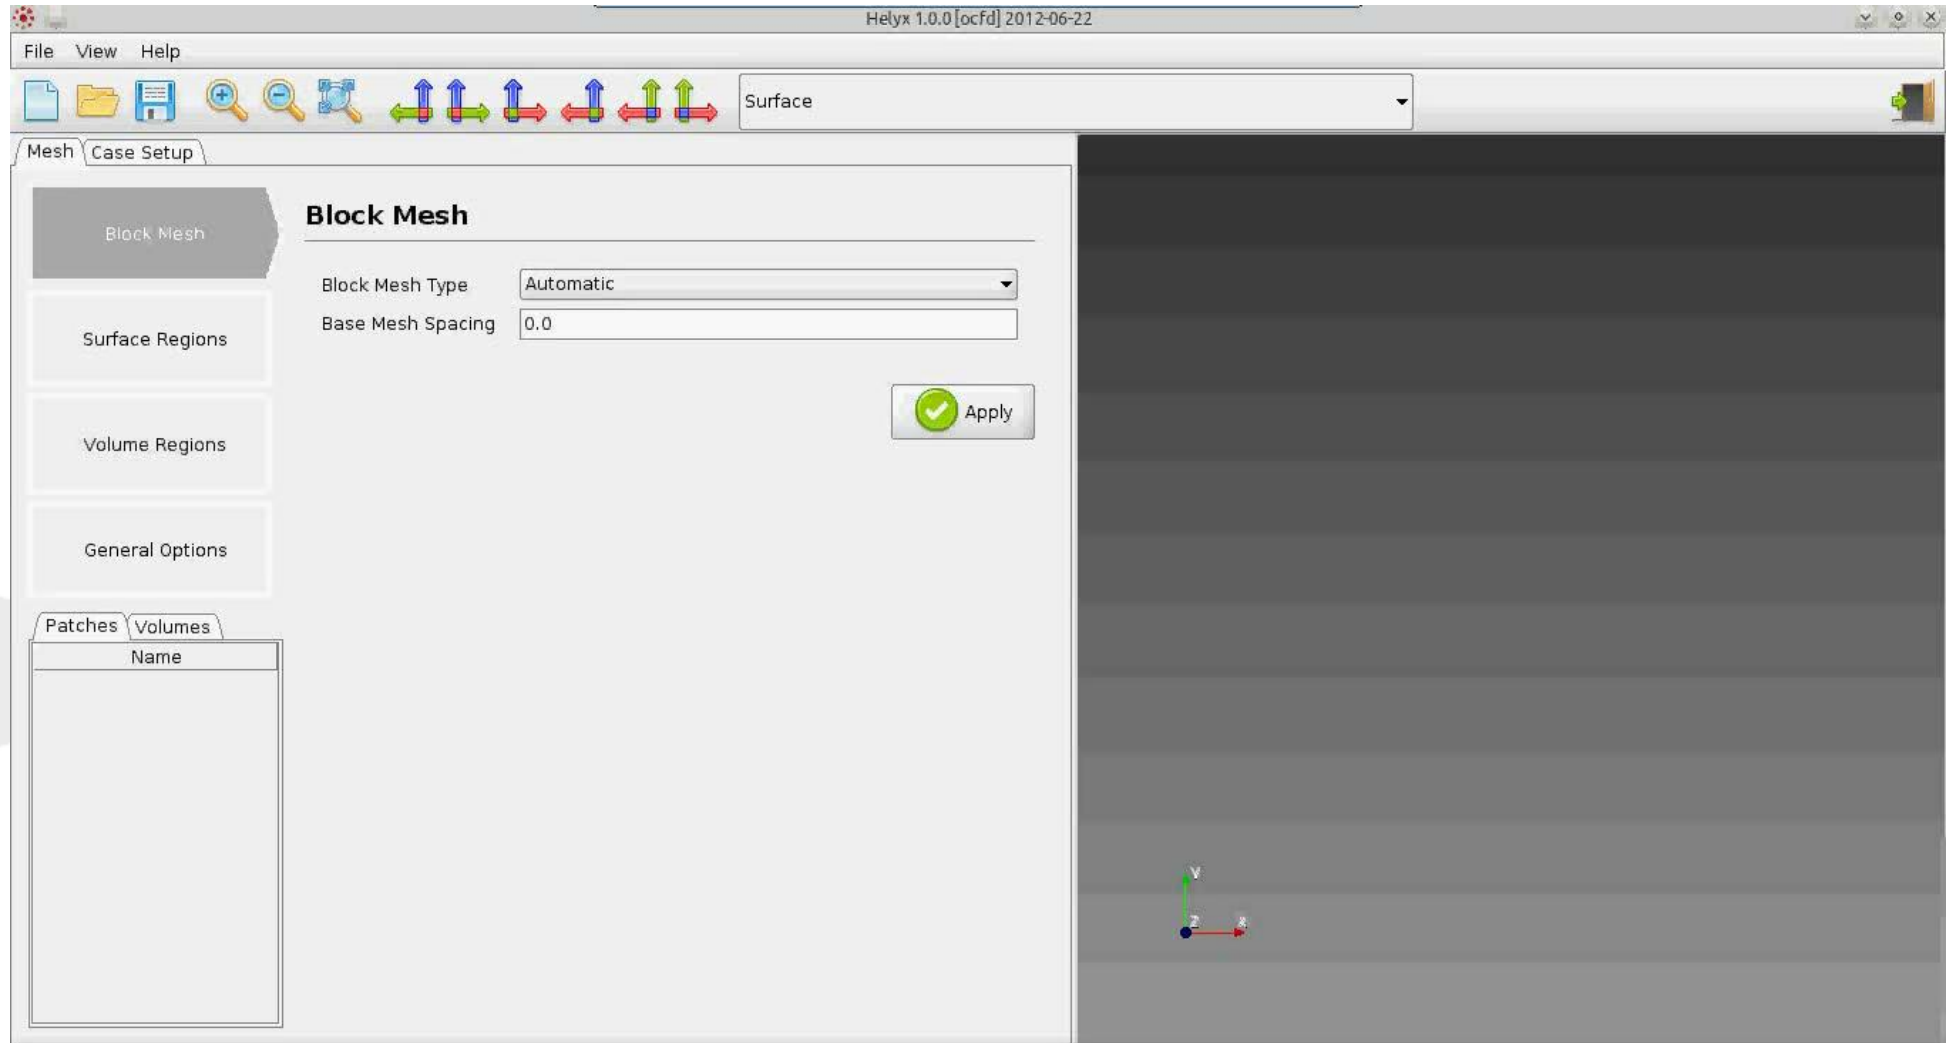 Helyx 1.0.0 [ocfd] 2012-06-22
File View Help
Surface
Mesh Case Setup
Block Mesh
Block Mesh
Block Mesh Type Automatic
Base Mesh Spacing 0.0
Surface Regions
Apply
Volume Regions
General Options
Patches Volumes
Name
Y
Z X